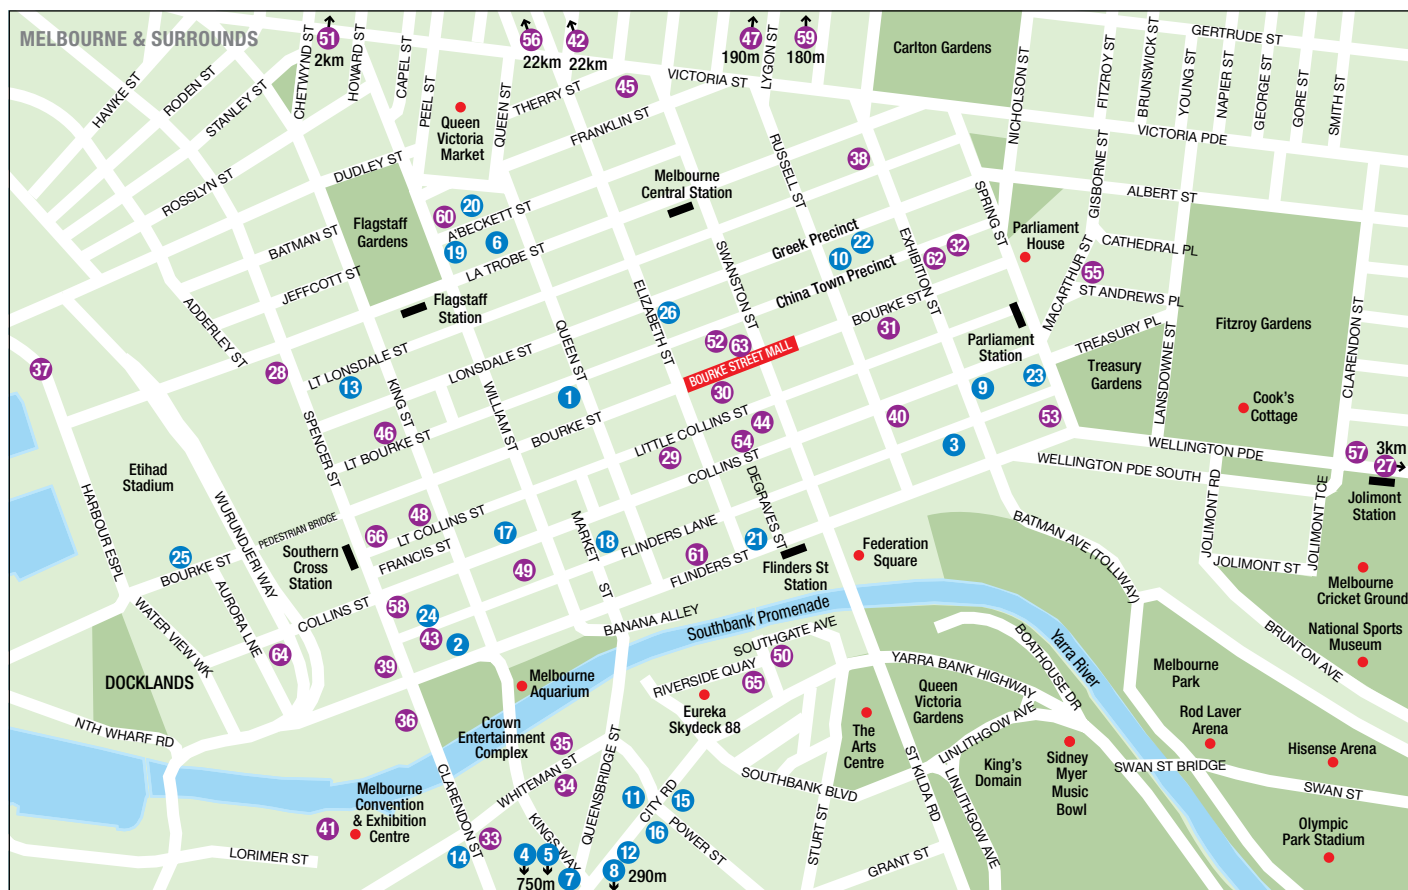 MELBOURNE & SURROUNDS
51
2km
56
22km
42
22km
47
190m
59
180m
CHETWYND ST
HOWARD ST
CAPEL ST
PEEL ST
QUEEN ST
HAWKE ST
RODEN ST
STANLEY ST
THERRY ST
45
VICTORIA ST
LYGON ST
Carlton Gardens
NICHOLSON ST
FITZROY ST
BRUNSWICK ST
YOUNG ST
NAPIER ST
GEORGE ST
GORE ST
SMITH ST
GERTRUDE ST
VICTORIA PDE
Queen
Victoria
Market
FRANKLIN ST
DUDLEY ST
ROSSLYN ST
BATMAN ST
JEFFCOTT ST
Flagstaff
Gardens
60
20
A'BECKETT ST
19
6
LA TROBE ST
Flagstaff
Station
Melbourne
Central Station
RUSSELL ST
38
SPRING ST
GISBORNE ST
ALBERT ST
Greek Precinct
22
10
China Town Precinct
EXHIBITION ST
62
32
Parliament
House
CATHEDRAL PL
55
MACARTHUR ST
ST ANDREWS PL
Fitzroy Gardens
CLARENDON ST
SWANSTON ST
ELIZABETH ST
26
BOURKE ST
31
Parliament
Station
TREASURY PL
Treasury
Gardens
LANSDOWNE ST
Cook's
Cottage
ADDERLEY ST
37
28
LT LONSDALE ST
13
LONSDALE ST
QUEEN ST
52
63
BOURKE STREET MALL
30
9
23
53
KING ST
WILLIAM ST
1
BOURKE ST
LITTLE COLLINS ST
44
54
29
COLLINS ST
40
3
WELLINGTON PDE
WELLINGTON PDE SOUTH
57
3km
27
Jolimont
Station
46
LT BOURKE ST
SPENCER ST
Etihad
Stadium
HARBOUR ESPL
WURUNDJERI WAY
PEDESTRIAN BRIDGE
25
BOURKE ST
Southern
Cross
Station
66
48
LT COLLINS ST
FRANCIS ST
17
49
MARKET
ST
18
FLINDERS LANE
61
FLINDERS ST
21
DEGRAVES ST
Flinders St
Station
Federation
Square
BATMAN AVE (TOLLWAY)
JOLIMONT RD
JOLIMONT TCE
JOLIMONT ST
Melbourne
Cricket Ground
BRUNTON AVE
National Sports
Museum
AURORA LNE
WATER VIEW WK
COLLINS ST
64
DOCKLANDS
58
24
43
2
39
36
BANANA ALLEY
Southbank Promenade
SOUTHGATE AVE
50
RIVERSIDE QUAY
65
Melbourne
Aquarium
Eureka
Skydeck 88
YARRA BANK HIGHWAY
BOATHOUSE DR
Yarra River
Queen
Victoria
Gardens
LINLITHGOW AVE
Melbourne
Park
Rod Laver
Arena
Hisense Arena
NTH WHARF RD
Crown
Entertainment
Complex
35
WHITEMAN ST
34
QUEENSBRIDGE ST
The
Arts
Centre
ST KILDA RD
King's
Domain
LINLITHGOW AVE
Sidney
Myer
Music
Bowl
SWAN ST BRIDGE
SWAN ST
Olympic
Park Stadium
Melbourne
Convention
& Exhibition
Centre
41
LORIMER ST
CLARENDON ST
33
14
4
5
750m
KINGS WAY
7
8
290m
11
CITY RD
15
16
12
POWER ST
SOUTHBANK BLVD
STURT ST
GRANT ST